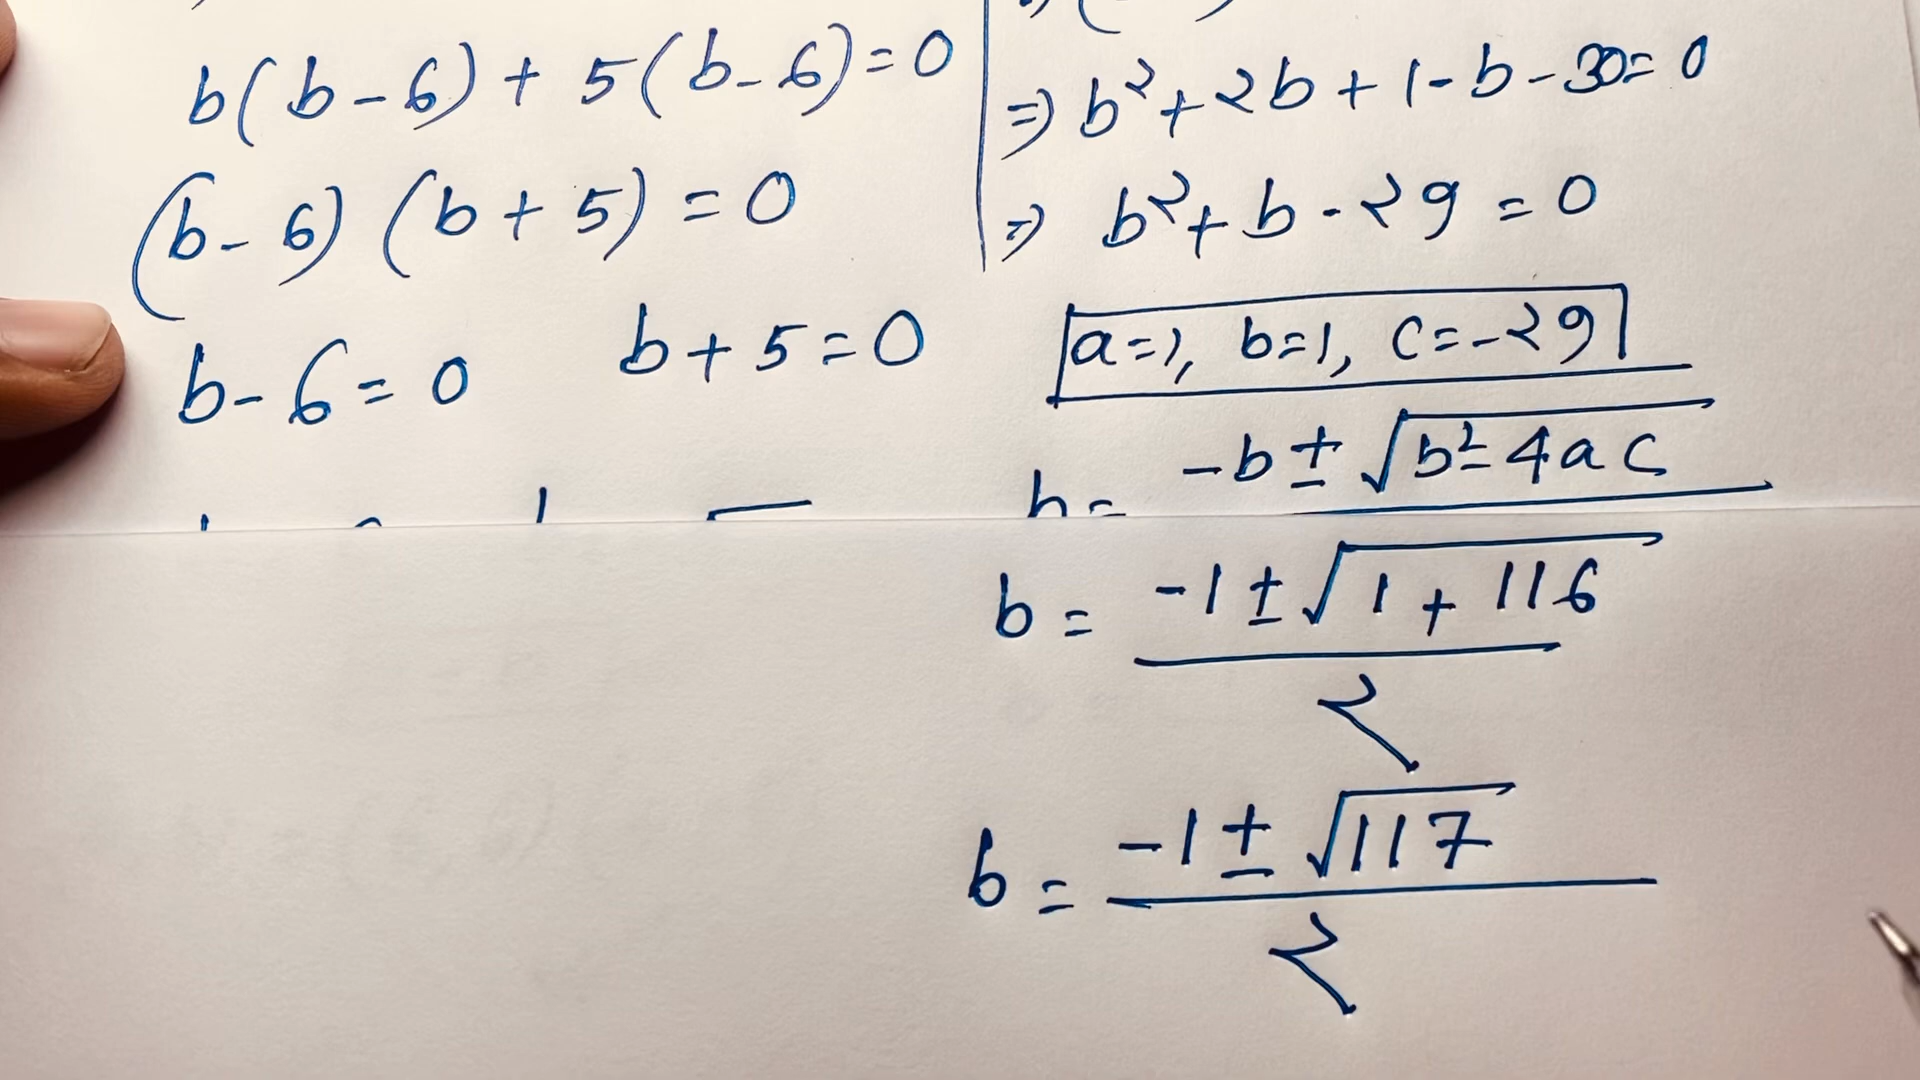 b(b-6)+5(b-6)=0
(b-6)(b+5)=0
b-6=0 b+5=0
=> b²+2b+1-b-30=0
=> b²+b-29=0
a=1, b=1, c=-29
b= -b±√b²-4ac
b= -1±√1+116
2
b= -1±√117
2